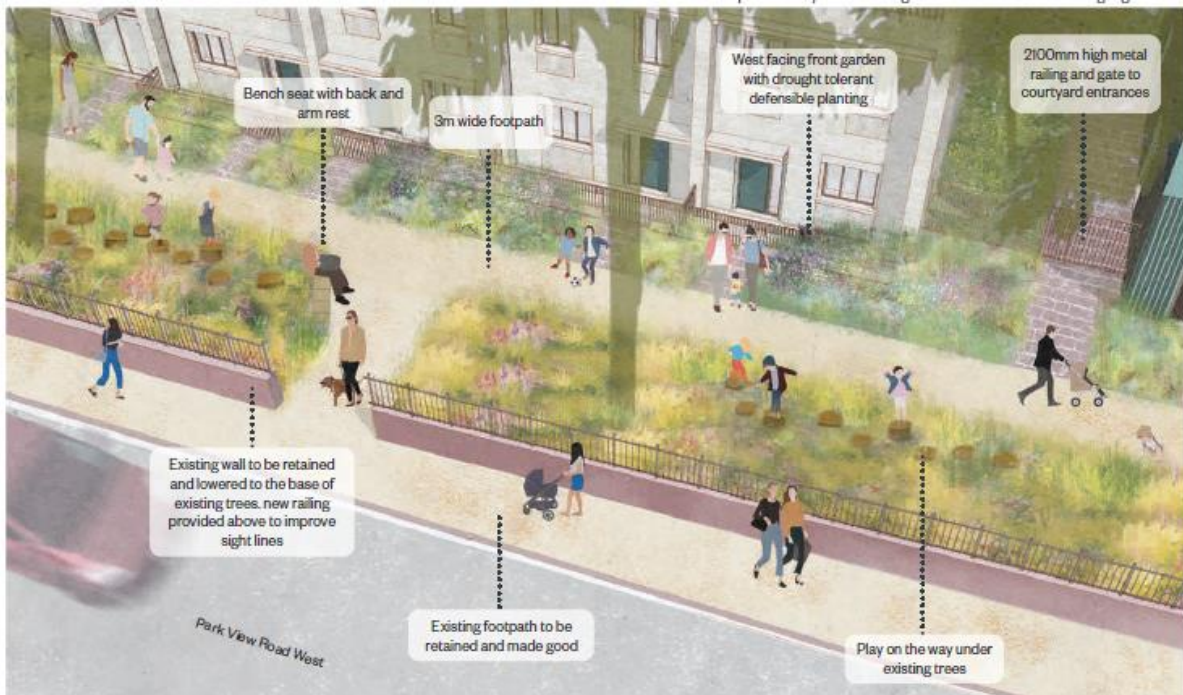 Bench seat with back and
arm rest
3m wide footpath
West facing front garden
with drought tolerant
defensible planting
2100mm high metal
railing and gate to
courtyard entrances
Existing wall to be retained
and lowered to the base of
existing trees. new railing
provided above to improve
sight lines
Existing footpath to be
retained and made good
Play on the way under
existing trees
Park View Road West